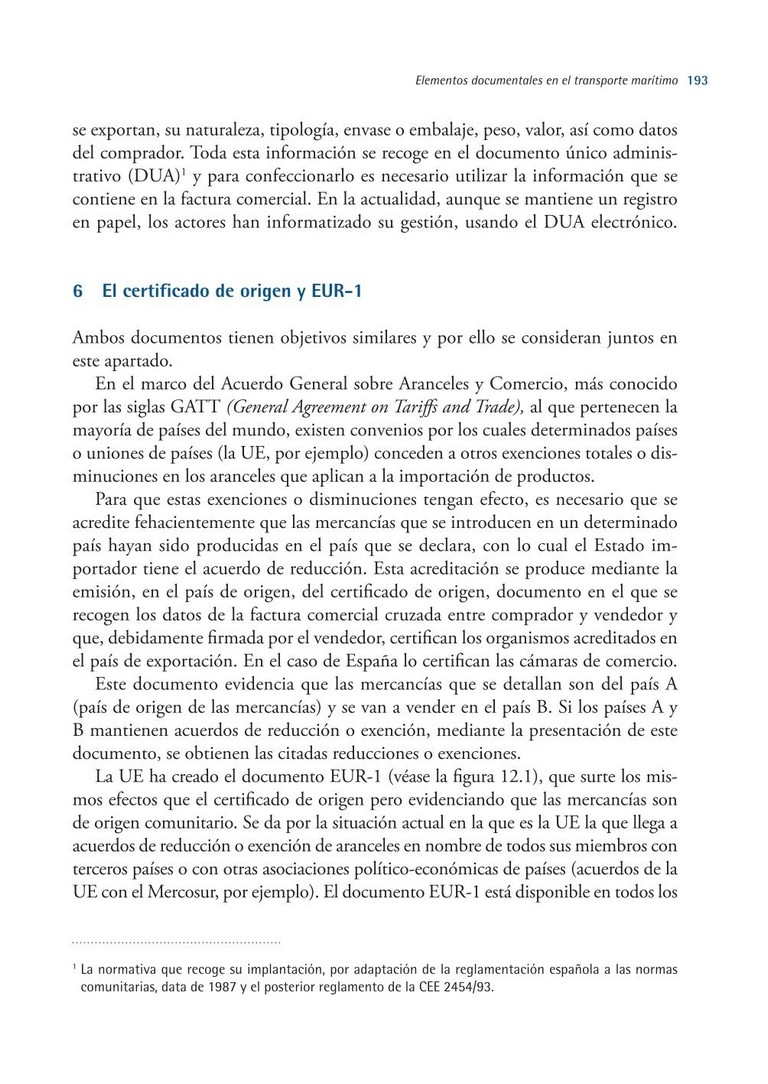 Elementos documentales en el transporte marítimo 193
se exportan, su naturaleza, tipología, envase o embalaje, peso, valor, así como datos
del comprador. Toda esta información se recoge en el documento único adminis-
trativo (DUA)¹ y para confeccionarlo es necesario utilizar la información que se
contiene en la factura comercial. En la actualidad, aunque se mantiene un registro
en papel, los actores han informatizado su gestión, usando el DUA electrónico.
6 El certificado de origen y EUR-1
Ambos documentos tienen objetivos similares y por ello se consideran juntos en
este apartado.
En el marco del Acuerdo General sobre Aranceles y Comercio, más conocido
por las siglas GATT (General Agreement on Tariffs and Trade), al que pertenecen la
mayoría de países del mundo, existen convenios por los cuales determinados países
o uniones de países (la UE, por ejemplo) conceden a otros exenciones totales o dis-
minuciones en los aranceles que aplican a la importación de productos.
Para que estas exenciones o disminuciones tengan efecto, es necesario que se
acredite fehacientemente que las mercancías que se introducen en un determinado
país hayan sido producidas en el país que se declara, con lo cual el Estado im-
portador tiene el acuerdo de reducción. Esta acreditación se produce mediante la
emisión, en el país de origen, del certificado de origen, documento en el que se
recogen los datos de la factura comercial cruzada entre comprador y vendedor y
que, debidamente firmada por el vendedor, certifican los organismos acreditados en
el país de exportación. En el caso de España lo certifican las cámaras de comercio.
Este documento evidencia que las mercancías que se detallan son del país A
(país de origen de las mercancías) y se van a vender en el país B. Si los países A y
B mantienen acuerdos de reducción o exención, mediante la presentación de este
documento, se obtienen las citadas reducciones o exenciones.
La UE ha creado el documento EUR-1 (véase la figura 12.1), que surte los mis-
mos efectos que el certificado de origen pero evidenciando que las mercancías son
de origen comunitario. Se da por la situación actual en la que es la UE la que llega a
acuerdos de reducción o exención de aranceles en nombre de todos sus miembros con
terceros países o con otras asociaciones político-económicas de países (acuerdos de la
UE con el Mercosur, por ejemplo). El documento EUR-1 está disponible en todos los
¹ La normativa que recoge su implantación, por adaptación de la reglamentación española a las normas
comunitarias, data de 1987 y el posterior reglamento de la CEE 2454/93.